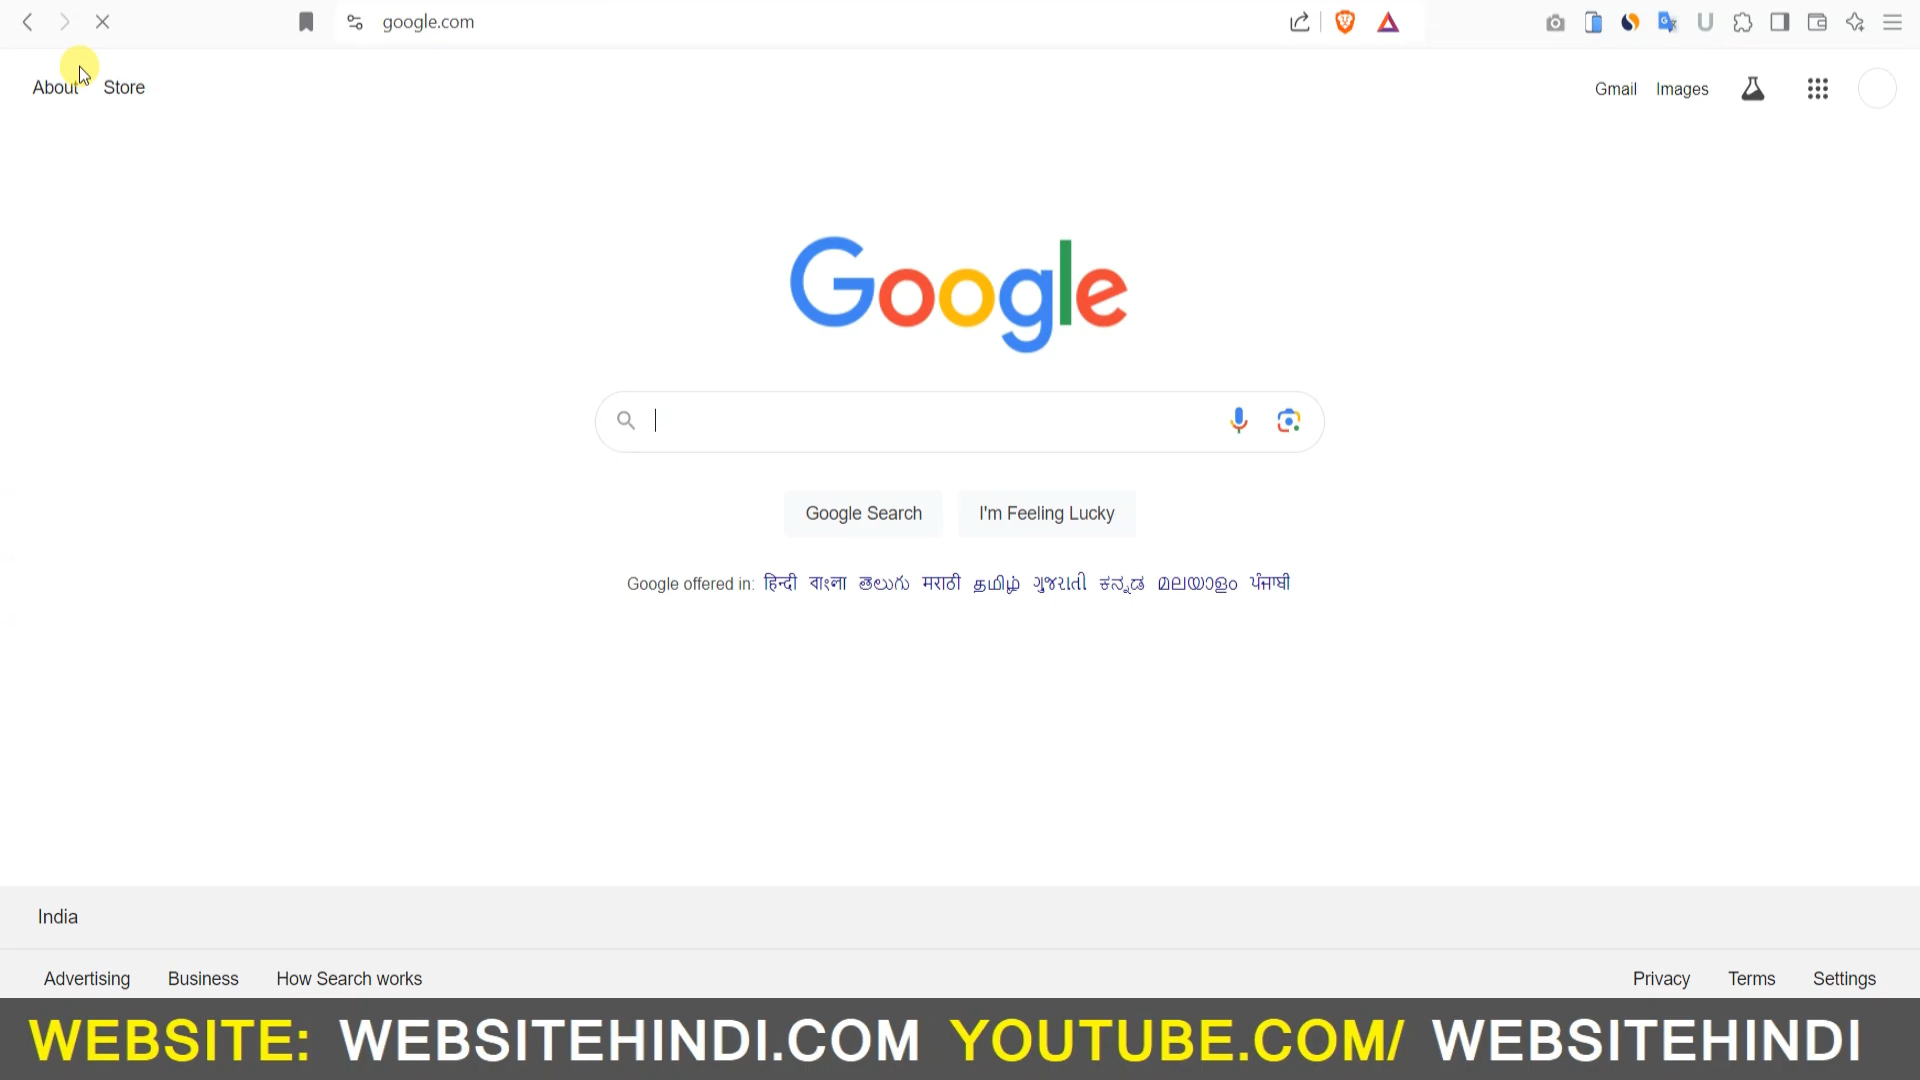 google.com
About Store
Gmail Images
Google
Google Search I'm Feeling Lucky
Google offered in: हिन्दी বাংলা తెలుగు मराठी தமிழ் ગુજરાતી ಕನ್ನಡ മലയാളം ਪੰਜਾਬੀ
India
Advertising Business How Search works
Privacy Terms Settings
WEBSITE: WEBSITEHINDI.COM YOUTUBE.COM/ WEBSITEHINDI